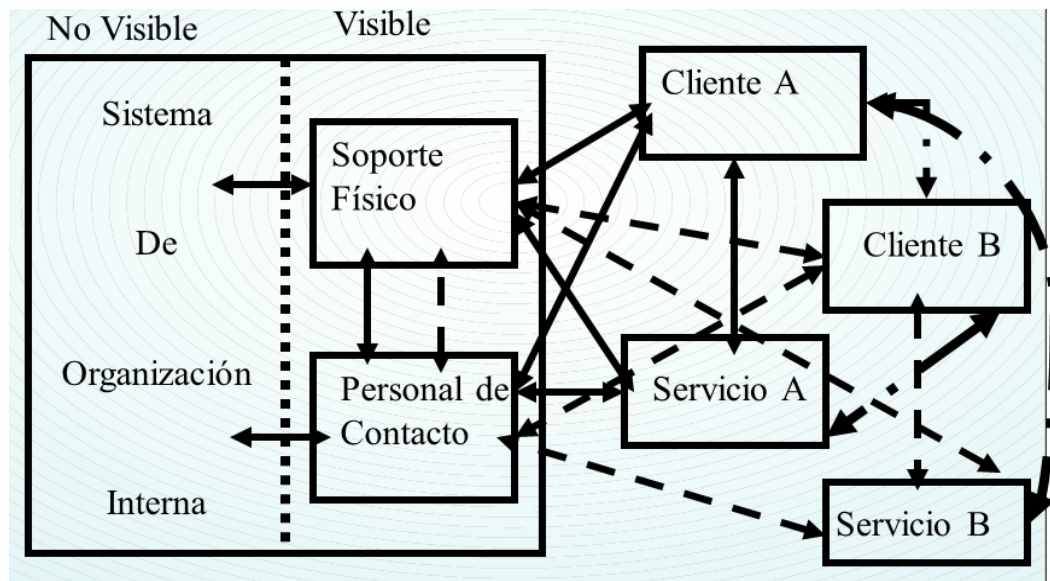 No Visible
Visible
Sistema
De
Organización
Interna
Soporte
Físico
Personal de
Contacto
Cliente A
Cliente B
Servicio A
Servicio B